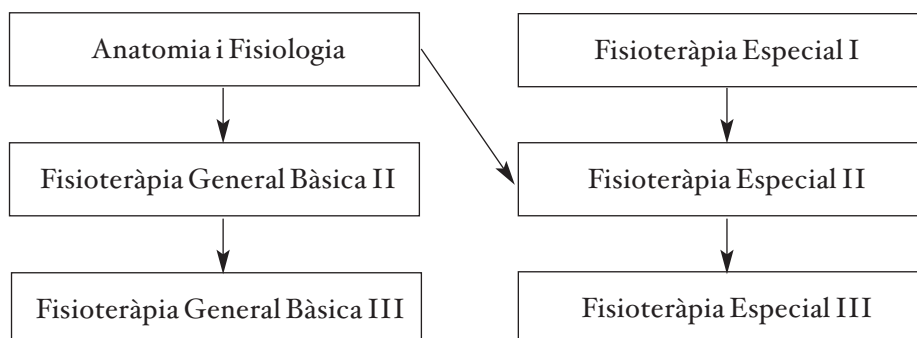 Anatomia i Fisiologia
Fisioteràpia Especial I
Fisioteràpia General Bàsica II
Fisioteràpia Especial II
Fisioteràpia General Bàsica III
Fisioteràpia Especial III